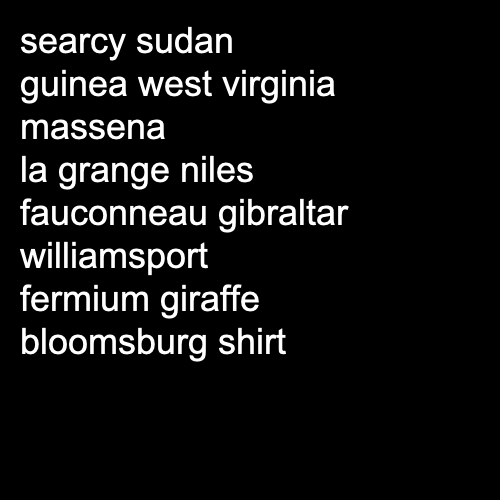 searcy sudan
guinea west virginia
massena
la grange niles
fauconneau gibraltar
williamsport
fermium giraffe
bloomsburg shirt